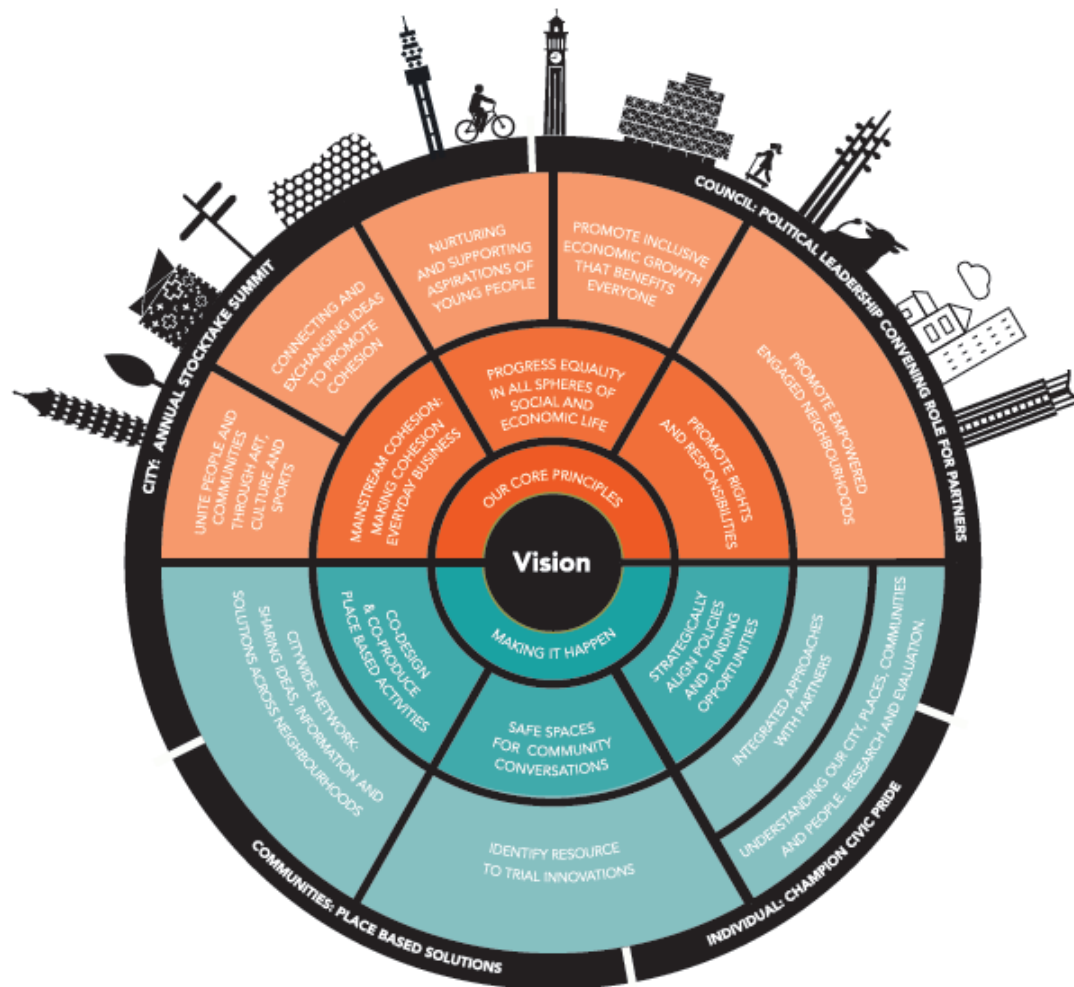 CITY: ANNUAL STOCKTAKE SUMMIT
COUNCIL: POLITICAL LEADERSHIP CONVENING ROLE FOR PARTNERS
UNITE PEOPLE AND
COMMUNITIES
THROUGH ART,
CULTURE AND
SPORTS
CONNECTING AND
EXCHANGING IDEAS
TO PROMOTE
COHESION
NURTURING
AND SUPPORTING
ASPIRATIONS OF
YOUNG PEOPLE
PROMOTE INCLUSIVE
ECONOMIC GROWTH
THAT BENEFITS
EVERYONE
PROMOTE EMPOWERED
ENGAGED NEIGHBOURHOODS
MAINSTREAM COHESION:
MAKING COHESION
EVERYDAY BUSINESS
PROGRESS EQUALITY
IN ALL SPHERES OF
SOCIAL AND
ECONOMIC LIFE
PROMOTE RIGHTS
AND RESPONSIBILITIES
OUR CORE PRINCIPLES
Vision
MAKING IT HAPPEN
CO-DESIGN
& CO-PRODUCE
PLACE BASED ACTIVITIES
SAFE SPACES
FOR COMMUNITY
CONVERSATIONS
STRATEGICALLY
ALIGN POLICIES
AND FUNDING
OPPORTUNITIES
CITYWIDE NETWORK:
SHARING IDEAS, INFORMATION AND
SOLUTIONS ACROSS NEIGHBOURHOODS
IDENTIFY RESOURCE
TO TRIAL INNOVATIONS
INTEGRATED APPROACHES
WITH PARTNERS
UNDERSTANDING OUR CITY, PLACES, COMMUNITIES
AND PEOPLE. RESEARCH AND EVALUATION.
COMMUNITIES: PLACE BASED SOLUTIONS
INDIVIDUAL: CHAMPION CIVIC PRIDE